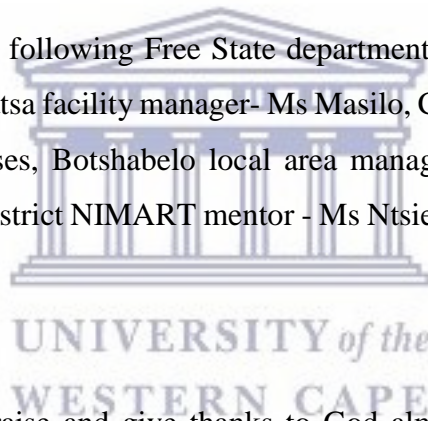 following Free State department
tsa facility manager- Ms Masilo,
ses, Botshabelo local area manag
strict NIMART mentor - Ms Ntsie
UNIVERSITY of the
WESTERN CAPE
raise and give thanks to God alm